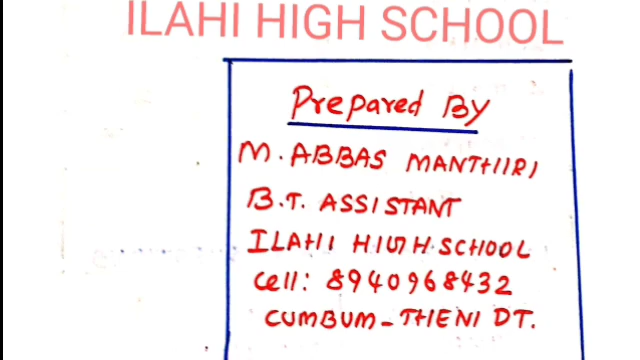 ILAHI HIGH SCHOOL
Prepared By
M. ABBAS MANTHIRI
B.T. ASSISTANT
ILAHI HIGH SCHOOL
Cell: 8940968432
CUMBUM - THENI DT.